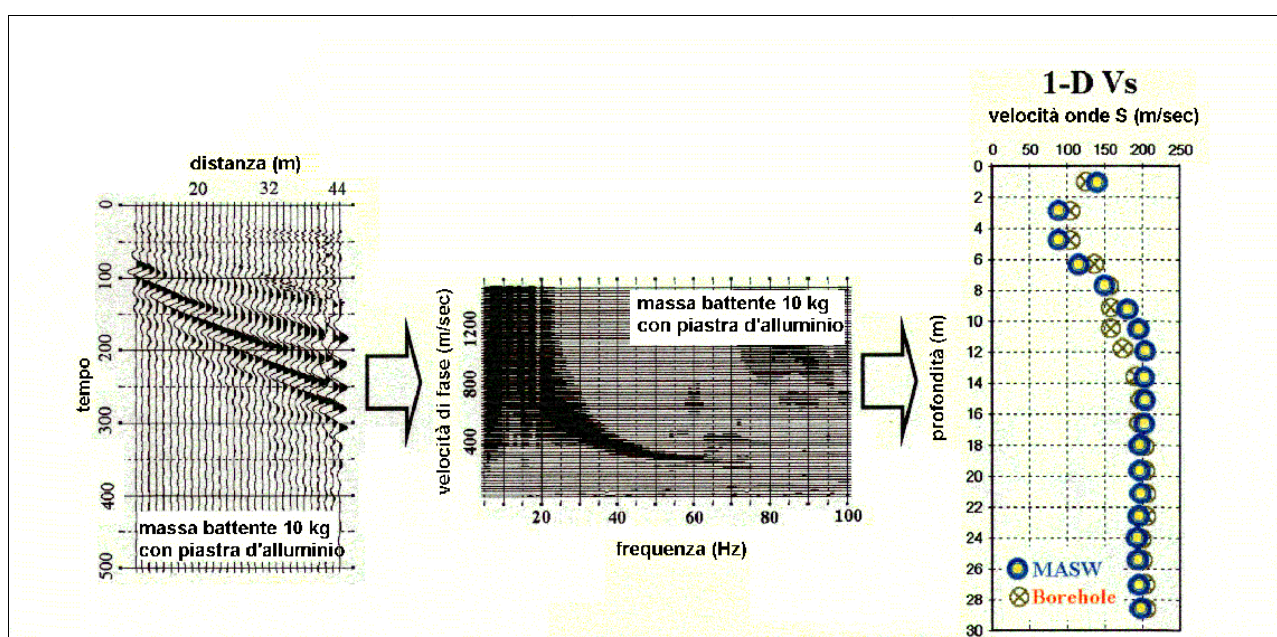 distanza (m)
20 32 44
0
100
200
300
400
500
tempo
massa battente 10 kg
con piastra d'alluminio
velocità di fase (m/sec)
1200
800
400
massa battente 10 kg
con piastra d'alluminio
20 40 60 80 100
frequenza (Hz)
1-D Vs
velocità onde S (m/sec)
0 50 100 150 200 250
profondità (m)
0
2
4
6
8
10
12
14
16
18
20
22
24
26
28
30
MASW
Borehole